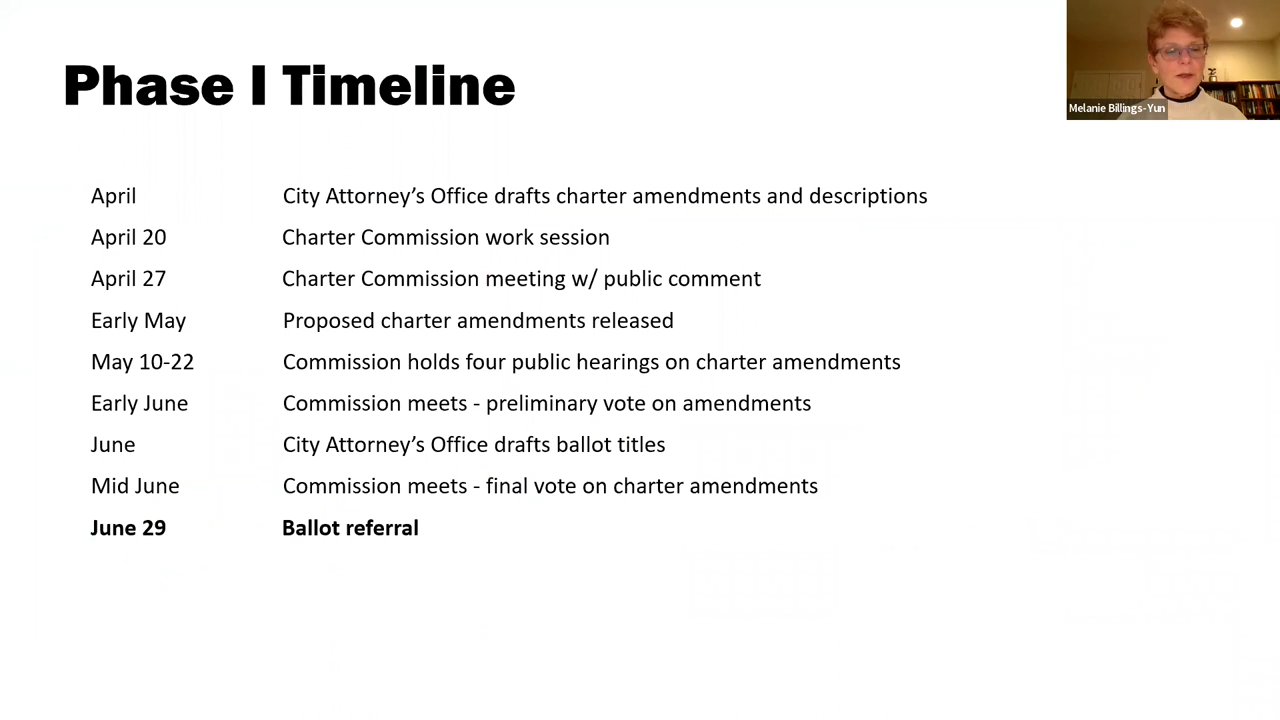 Phase I Timeline
Melanie Billings-Yun
April City Attorney’s Office drafts charter amendments and descriptions
April 20 Charter Commission work session
April 27 Charter Commission meeting w/ public comment
Early May Proposed charter amendments released
May 10-22 Commission holds four public hearings on charter amendments
Early June Commission meets - preliminary vote on amendments
June City Attorney’s Office drafts ballot titles
Mid June Commission meets - final vote on charter amendments
June 29 Ballot referral